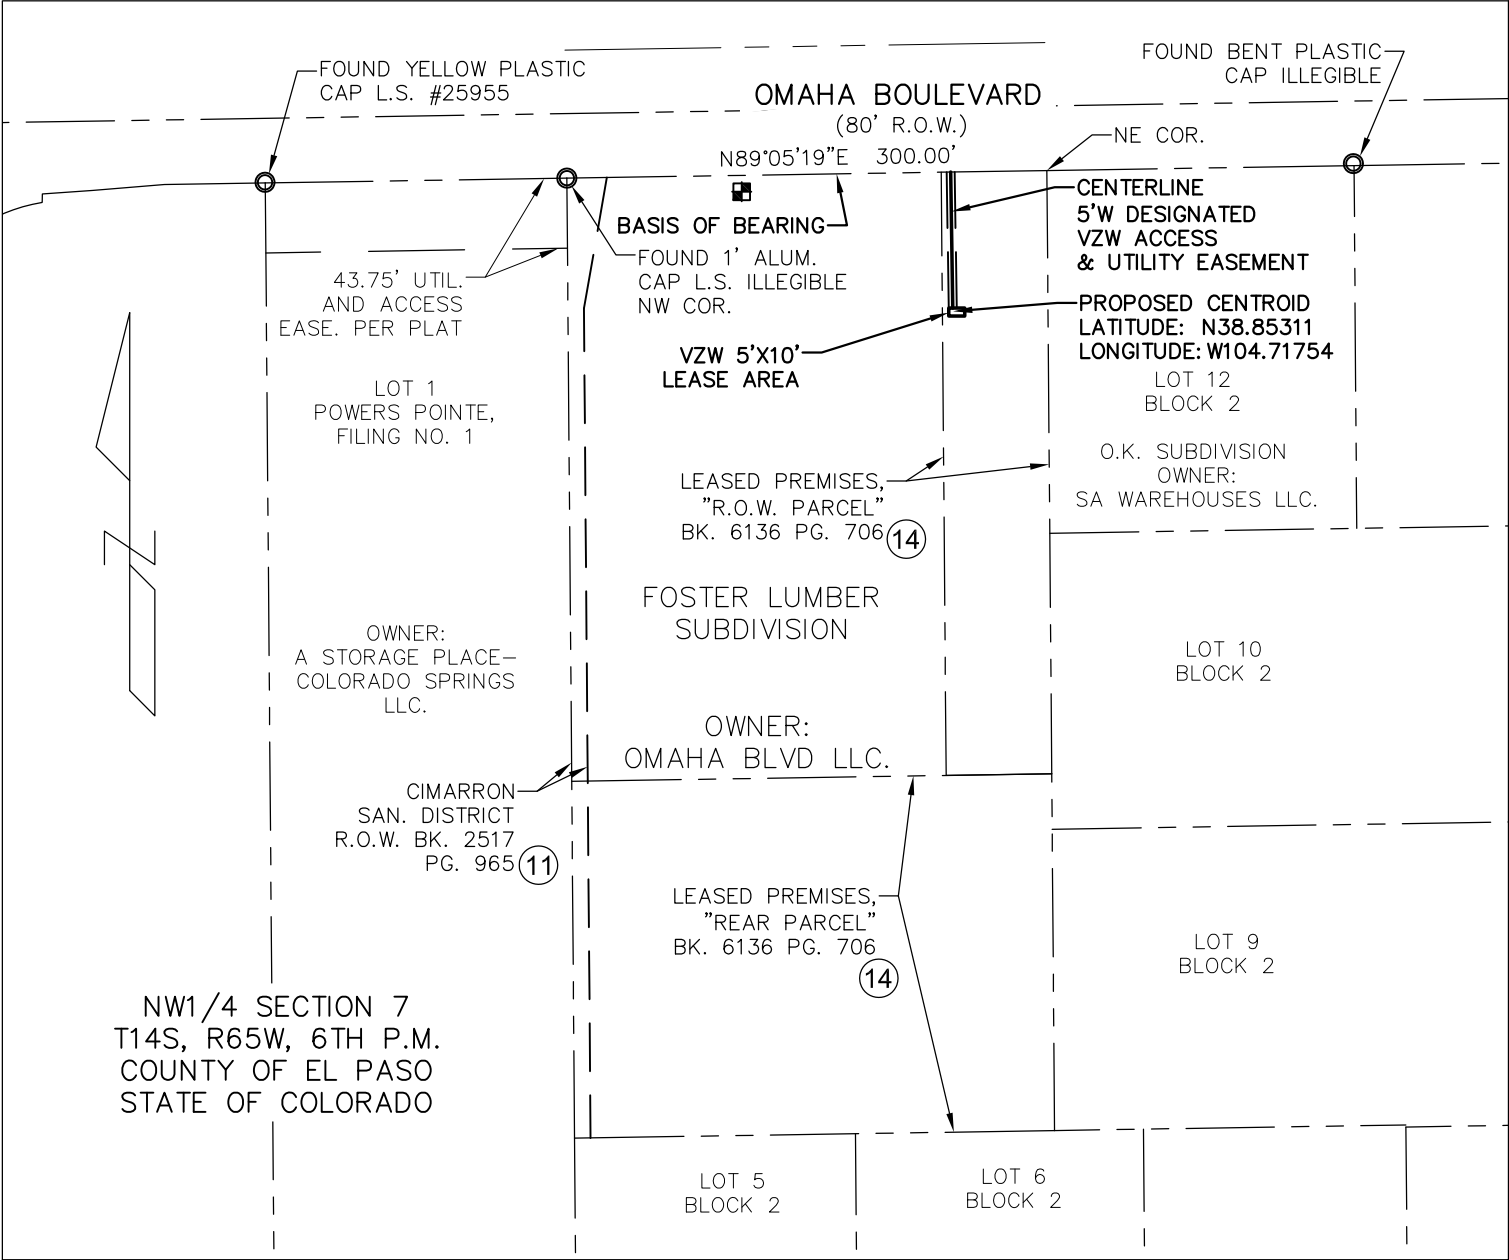 FOUND YELLOW PLASTIC
CAP L.S. #25955
FOUND BENT PLASTIC
CAP ILLEGIBLE
OMAHA BOULEVARD
(80' R.O.W.)
N89°05'19"E 300.00'
NE COR.
BASIS OF BEARING
CENTERLINE
5'W DESIGNATED
VZW ACCESS
& UTILITY EASEMENT
43.75' UTIL.
AND ACCESS
EASE. PER PLAT
FOUND 1' ALUM.
CAP L.S. ILLEGIBLE
NW COR.
PROPOSED CENTROID
LATITUDE: N38.85311
LONGITUDE: W104.71754
VZW 5'X10'
LEASE AREA
LOT 1
POWERS POINTE,
FILING NO. 1
LOT 12
BLOCK 2
O.K. SUBDIVISION
OWNER:
SA WAREHOUSES LLC.
LEASED PREMISES,
"R.O.W. PARCEL"
BK. 6136 PG. 706
14
FOSTER LUMBER
SUBDIVISION
OWNER:
A STORAGE PLACE-
COLORADO SPRINGS
LLC.
LOT 10
BLOCK 2
OWNER:
OMAHA BLVD LLC.
CIMARRON
SAN. DISTRICT
R.O.W. BK. 2517
PG. 965
11
LEASED PREMISES,
"REAR PARCEL"
BK. 6136 PG. 706
14
LOT 9
BLOCK 2
NW1/4 SECTION 7
T14S, R65W, 6TH P.M.
COUNTY OF EL PASO
STATE OF COLORADO
LOT 5
BLOCK 2
LOT 6
BLOCK 2